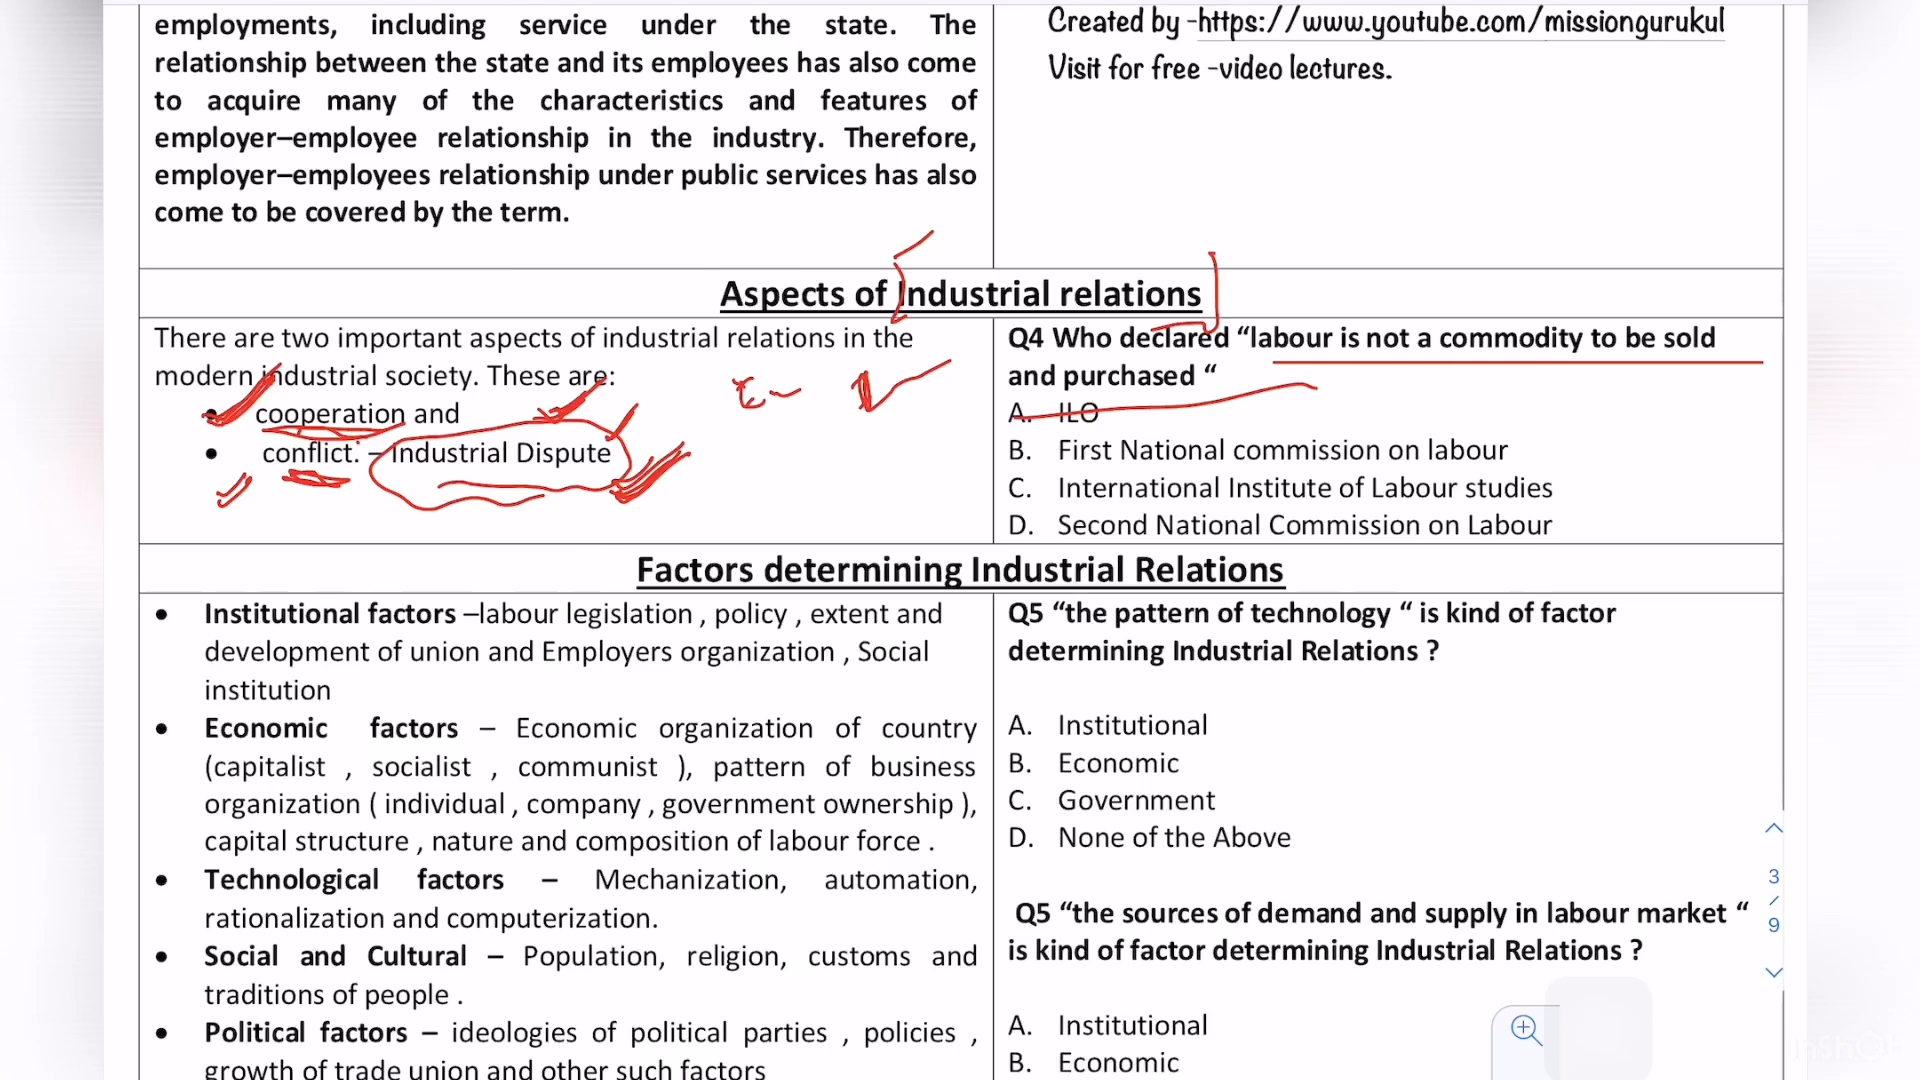 employments, including service under the state. The
relationship between the state and its employees has also come
to acquire many of the characteristics and features of
employer–employee relationship in the industry. Therefore,
employer–employees relationship under public services has also
come to be covered by the term.
Created by -https://www.youtube.com/missiongurukul
Visit for free -video lectures.
Aspects of Industrial relations
There are two important aspects of industrial relations in the
modern industrial society. These are:
• cooperation and
• conflict. – Industrial Dispute
Q4 Who declared “labour is not a commodity to be sold
and purchased “
A. ILO
B. First National commission on labour
C. International Institute of Labour studies
D. Second National Commission on Labour
Factors determining Industrial Relations
• Institutional factors –labour legislation , policy , extent and
development of union and Employers organization , Social
institution
• Economic factors – Economic organization of country
(capitalist , socialist , communist ), pattern of business
organization ( individual , company , government ownership ),
capital structure , nature and composition of labour force .
• Technological factors – Mechanization, automation,
rationalization and computerization.
• Social and Cultural – Population, religion, customs and
traditions of people .
• Political factors – ideologies of political parties , policies ,
growth of trade union and other such factors
Q5 “the pattern of technology “ is kind of factor
determining Industrial Relations ?
A. Institutional
B. Economic
C. Government
D. None of the Above
Q5 “the sources of demand and supply in labour market “
is kind of factor determining Industrial Relations ?
A. Institutional
B. Economic
3
/
9